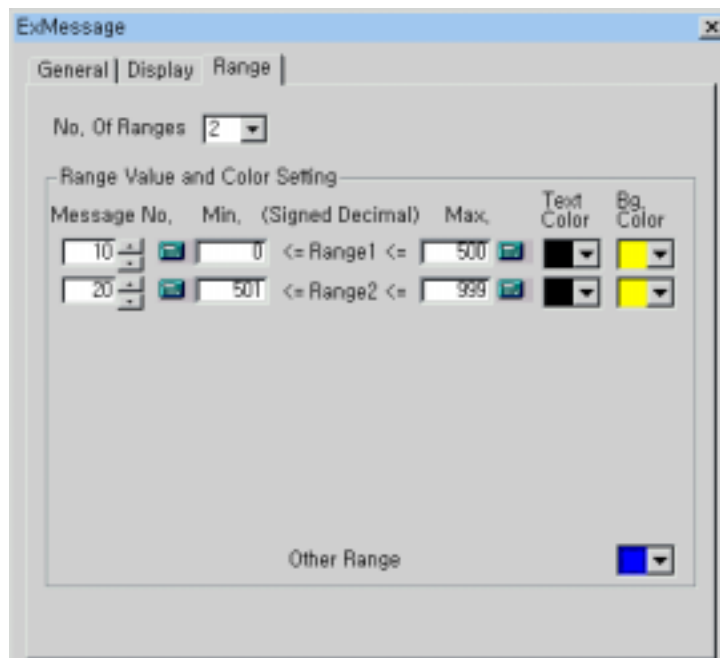 ExMessage
General Display Range
No, Of Ranges 2
Range Value and Color Setting
Message No, Min, (Signed Decimal) Max, Text Color Bg, Color
10 0 <= Range1 <= 500
20 501 <= Range2 <= 999
Other Range